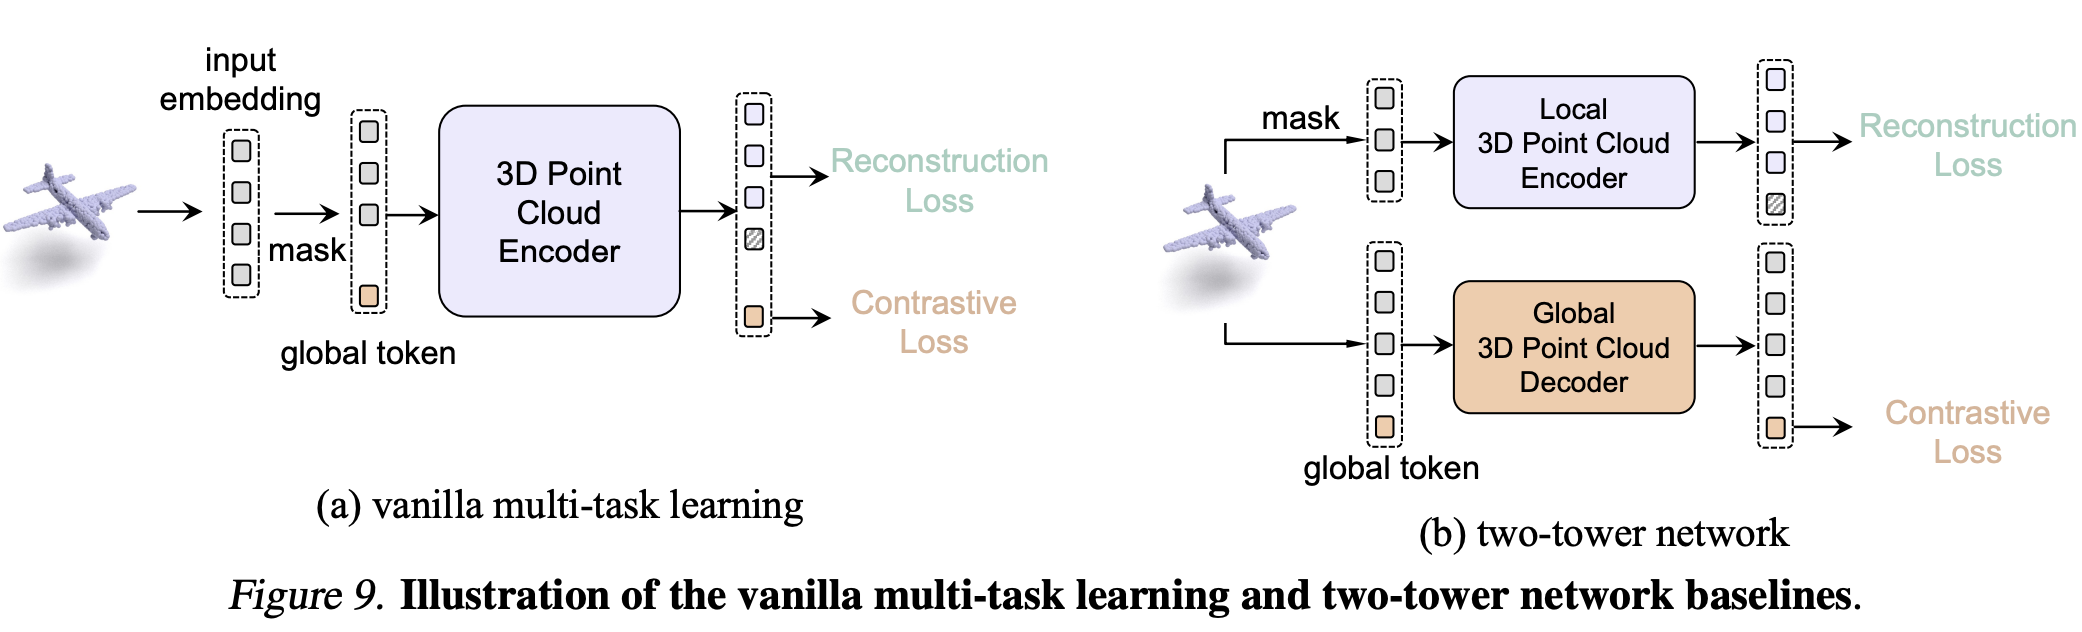 input
embedding
mask
global token
3D Point
Cloud
Encoder
Reconstruction
Loss
Contrastive
Loss
(a) vanilla multi-task learning
mask
Local
3D Point Cloud
Encoder
Reconstruction
Loss
global token
Global
3D Point Cloud
Decoder
Contrastive
Loss
(b) two-tower network
Figure 9. Illustration of the vanilla multi-task learning and two-tower network baselines.